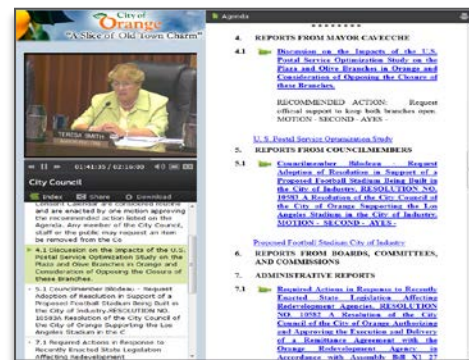 City of
Orange
"A Slice of Old Town Charm"
TERESA SMITH
01:41:35 / 02:16:00
City Council
Index Share Download
and are enacted by one motion approving
the recommended action listed on the
Agenda. Any member of the City Council,
staff or the public may request an item
be removed from the Co
4.1 Discussion on the Impacts of the U.S.
Postal Service Optimization Study on the
Plaza and Olive Branches in Orange and
Consideration of Opposing the Closure of
these Branches.
5.1 Councilmember Bilodeau - Request
Adoption of Resolution in Support of a
Proposed Football Stadium Being Built in
the City of Industry.RESOLUTION NO.
10583A Resolution of the City Council of
the City of Orange Supporting the Los
Angeles Stadium in the C
7.1 Required Actions in Response to
Recently Enacted State Legislation
Affecting Redevelopment
Agenda
4. REPORTS FROM MAYOR CAVECCHE
4.1 Discussion on the Impacts of the U.S.
Postal Service Optimization Study on the
Plaza and Olive Branches in Orange and
Consideration of Opposing the Closure of
these Branches.
RECOMMENDED ACTION: Request
official support to keep both branches open.
MOTION - SECOND - AYES -
U. S. Postal Service Optimization Study
5. REPORTS FROM COUNCILMEMBERS
5.1 Councilmember Bilodeau - Request
Adoption of Resolution in Support of a
Proposed Football Stadium Being Built in
the City of Industry. RESOLUTION NO.
10583 A Resolution of the City Council of
the City of Orange Supporting the Los
Angeles Stadium in the City of Industry.
MOTION - SECOND - AYES -
Proposed Football Stadium City of Industry
6. REPORTS FROM BOARDS, COMMITTEES,
AND COMMISSIONS
7. ADMINISTRATIVE REPORTS
7.1 Required Actions in Response to Recently
Enacted State Legislation Affecting
Redevelopment Agencies. RESOLUTION
NO. 10582 A Resolution of the City
Council of the City of Orange Authorizing
and Approving the Execution and Delivery
of a Remittance Agreement with the
Orange Redevelopment Agency in
Accordance with Assembly Bill X1 27